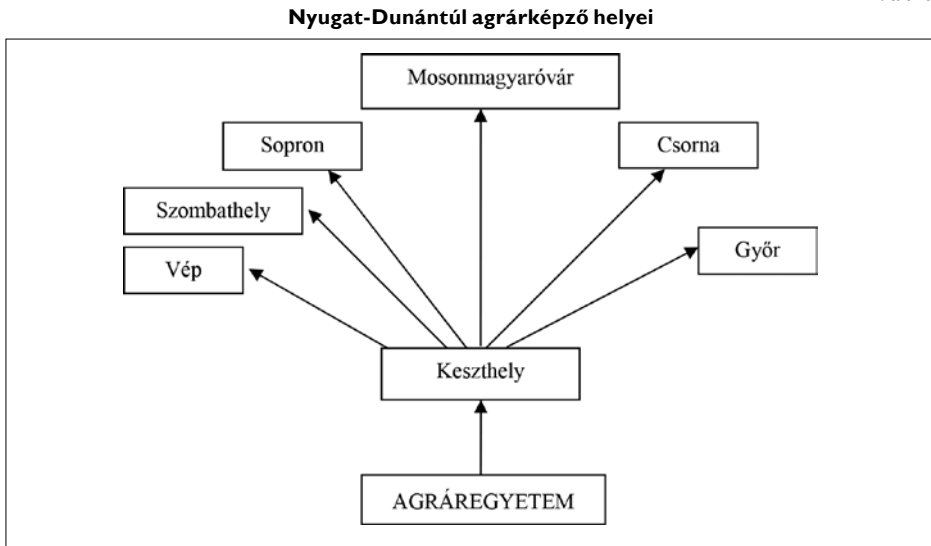 Nyugat-Dunántúl agrárképző helyei
Mosonmagyaróvár
Sopron
Csorna
Szombathely
Győr
Vép
Keszthely
AGRÁREGYETEM